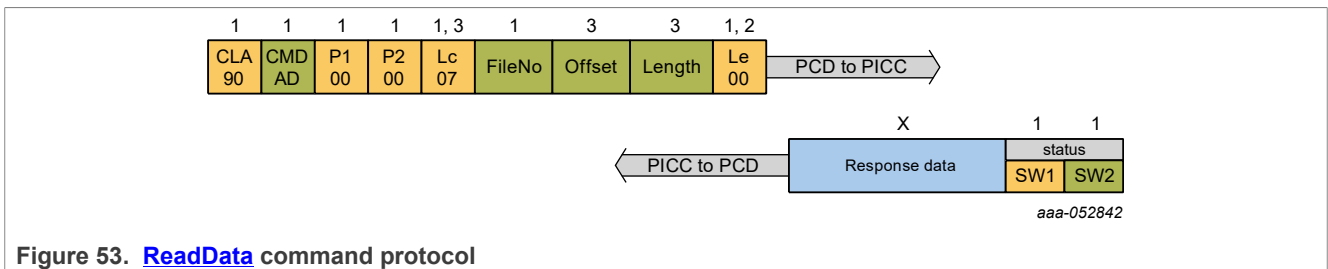 1 1 1 1 1, 3 1 3 3 1, 2
CLA CMD P1 P2 Lc FileNo Offset Length Le PCD to PICC
90 AD 00 00 07 00
X 1 1
PICC to PCD Response data status
SW1 SW2
aaa-052842
Figure 53. ReadData command protocol